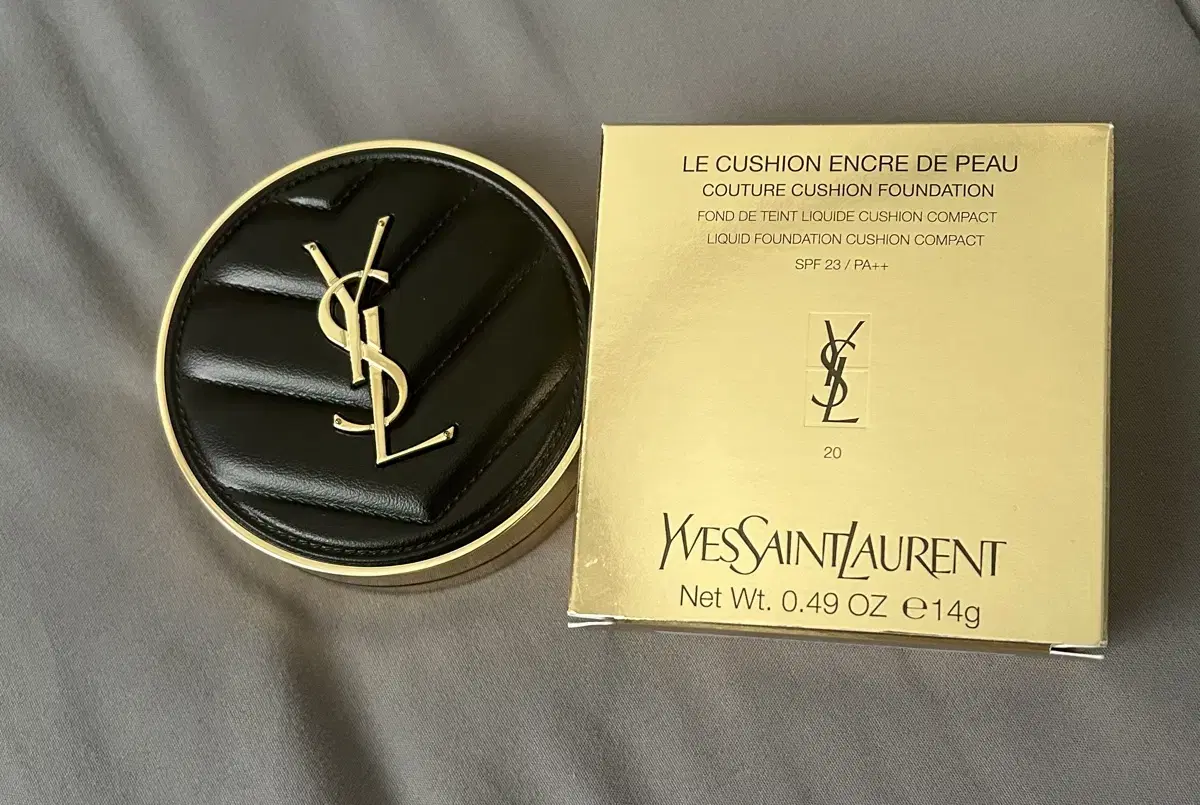 YSL
LE CUSHION ENCRE DE PEAU
COUTURE CUSHION FOUNDATION
FOND DE TEINT LIQUIDE CUSHION COMPACT
LIQUID FOUNDATION CUSHION COMPACT
SPF 23 / PA++
YSL
20
YVESSAINTLAURENT
Net Wt. 0.49 OZ ℮14g